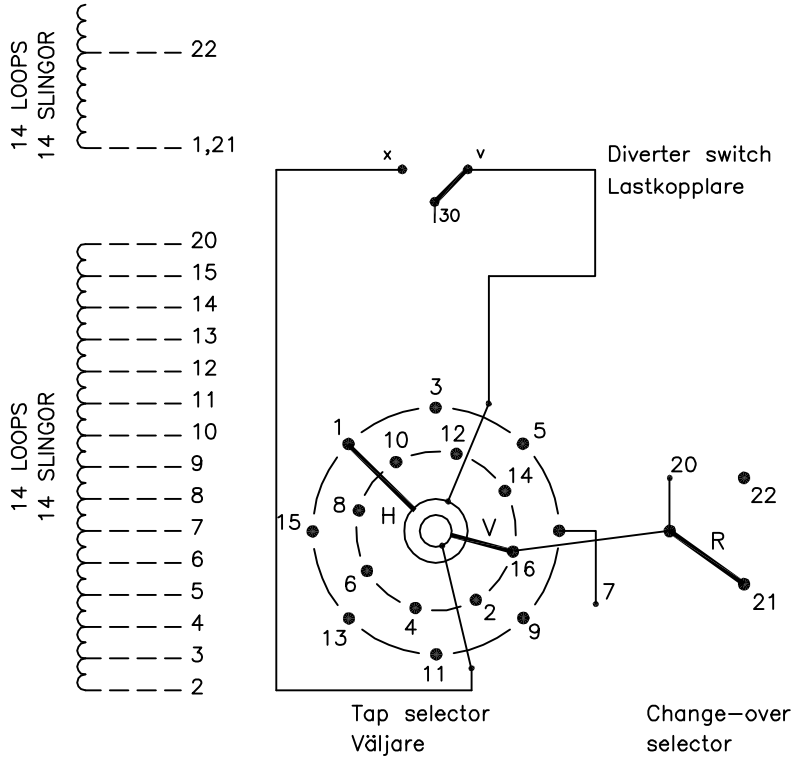 14 LOOPS
14 SLINGOR
22
1,21
x
v
30
Diverter switch
Lastkopplare
14 LOOPS
14 SLINGOR
20
15
14
13
12
11
10
9
8
7
6
5
4
3
2
3
1
5
10
12
14
8
H
V
15
16
6
2
4
13
9
11
7
20
22
R
21
Tap selector
Väljare
Change-over
selector